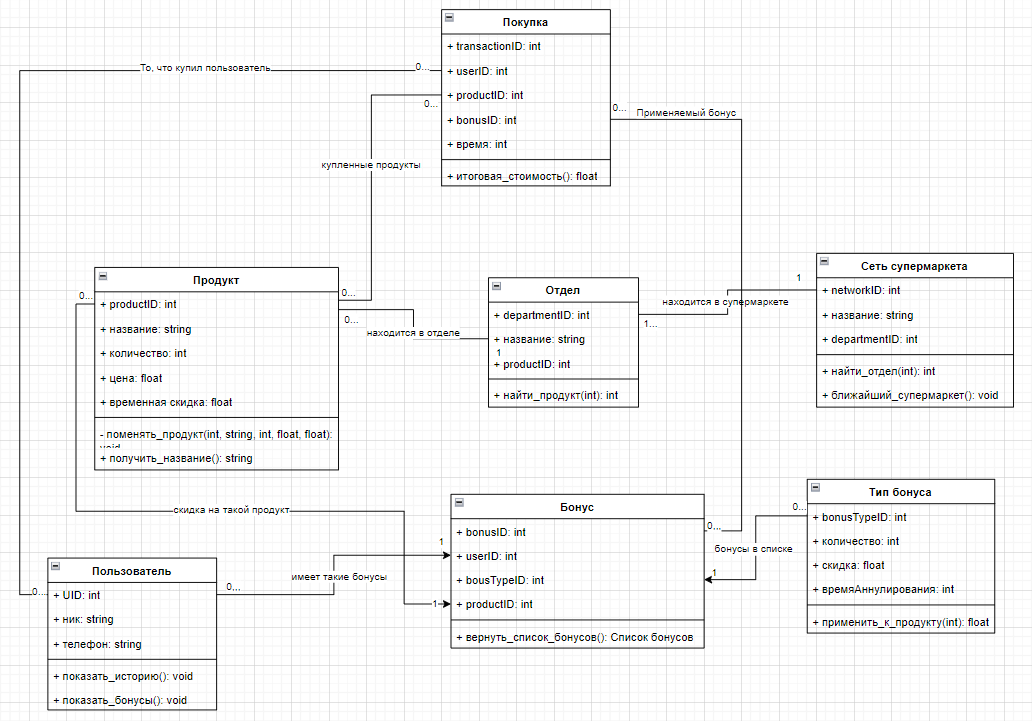 Покупка
+ transactionID: int
+ userID: int
+ productID: int
+ bonusID: int
+ время: int
+ итоговая_стоимость(): float
То, что купил пользователь
0...
0...
0...
Применяемый бонус
купленные продукты
Продукт
+ productID: int
+ название: string
+ количество: int
+ цена: float
+ временная скидка: float
- поменять_продукт(int, string, int, float, float):
void
+ получить_название(): string
0...
0...
0...
находится в отделе
Отдел
+ departmentID: int
+ название: string
1
+ productID: int
+ найти_продукт(int): int
1...
находится в супермаркете
1
Сеть супермаркета
+ networkID: int
+ название: string
+ departmentID: int
+ найти_отдел(int): int
+ ближайший_супермаркет(): void
скидка на такой продукт
Бонус
+ bonusID: int
+ userID: int
+ bousTypeID: int
+ productID: int
+ вернуть_список_бонусов(): Список бонусов
1
1
0...
1
бонусы в списке
0...
Тип бонуса
+ bonusTypeID: int
+ количество: int
+ скидка: float
+ времяАннулирования: int
+ применить_к_продукту(int): float
Пользователь
+ UID: int
+ ник: string
+ телефон: string
+ показать_историю(): void
+ показать_бонусы(): void
0...
0...
имеет такие бонусы